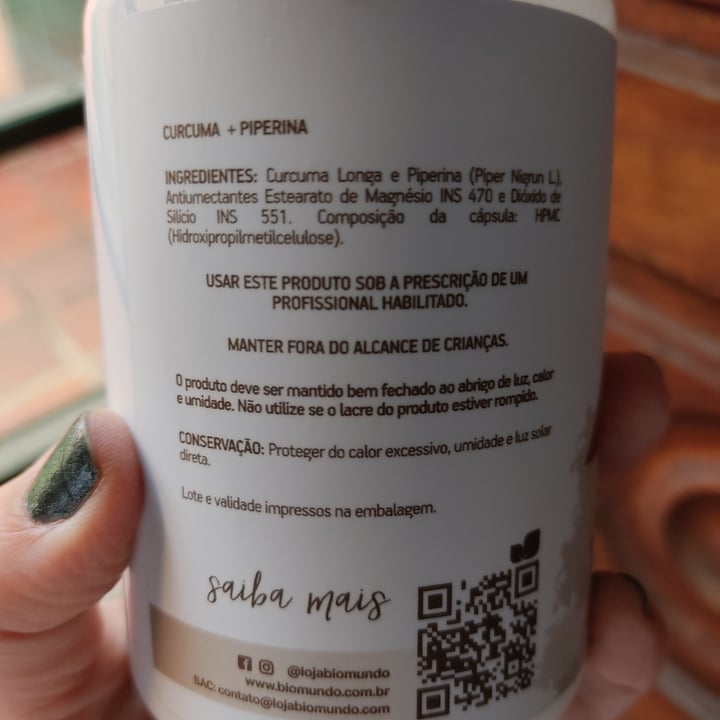 CURCUMA + PIPERINA
INGREDIENTES: Curcuma Longa e Piperina (Piper Nigrun L.),
Antiumectantes Estearato de Magnésio INS 470 e Dióxido de
Silício INS 551. Composição da cápsula: HPMC
(Hidroxipropilmetilcelulose).
USAR ESTE PRODUTO SOB A PRESCRIÇÃO DE UM
PROFISSIONAL HABILITADO.
MANTER FORA DO ALCANCE DE CRIANÇAS.
O produto deve ser mantido bem fechado ao abrigo de luz, calor
e umidade. Não utilize se o lacre do produto estiver rompido.
CONSERVAÇÃO: Proteger do calor excessivo, umidade e luz solar
direta.
Lote e validade impressos na embalagem.
saiba mais
@lojabiomundo
www.biomundo.com.br
SAC: contato@lojabiomundo.com